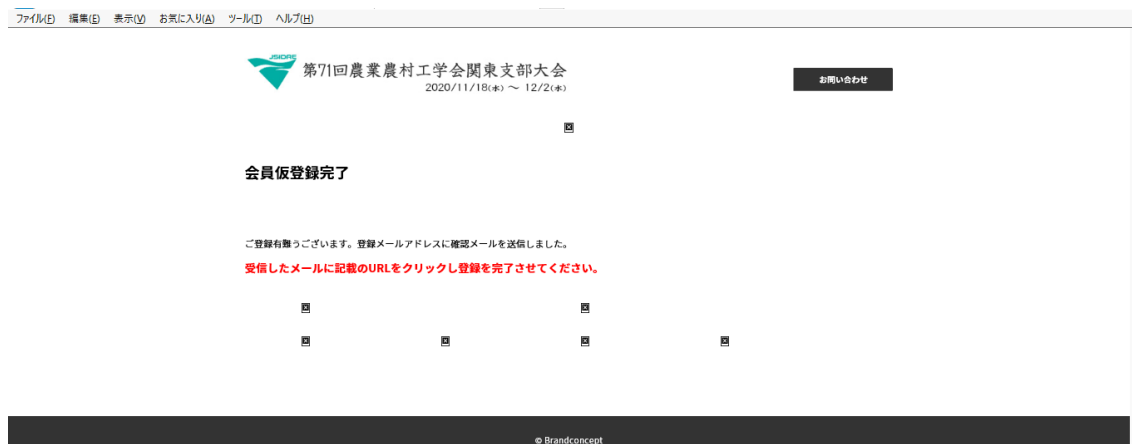 ファイル(F) 編集(E) 表示(V) お気に入り(A) ツール(T) ヘルプ(H)
JSIDRE
第71回農業農村工学会関東支部大会
2020/11/18(水) ～ 12/2(水)
お問い合わせ
会員仮登録完了
ご登録有難うございます。登録メールアドレスに確認メールを送信しました。
受信したメールに記載のURLをクリックし登録を完了させてください。
© Brandconcept